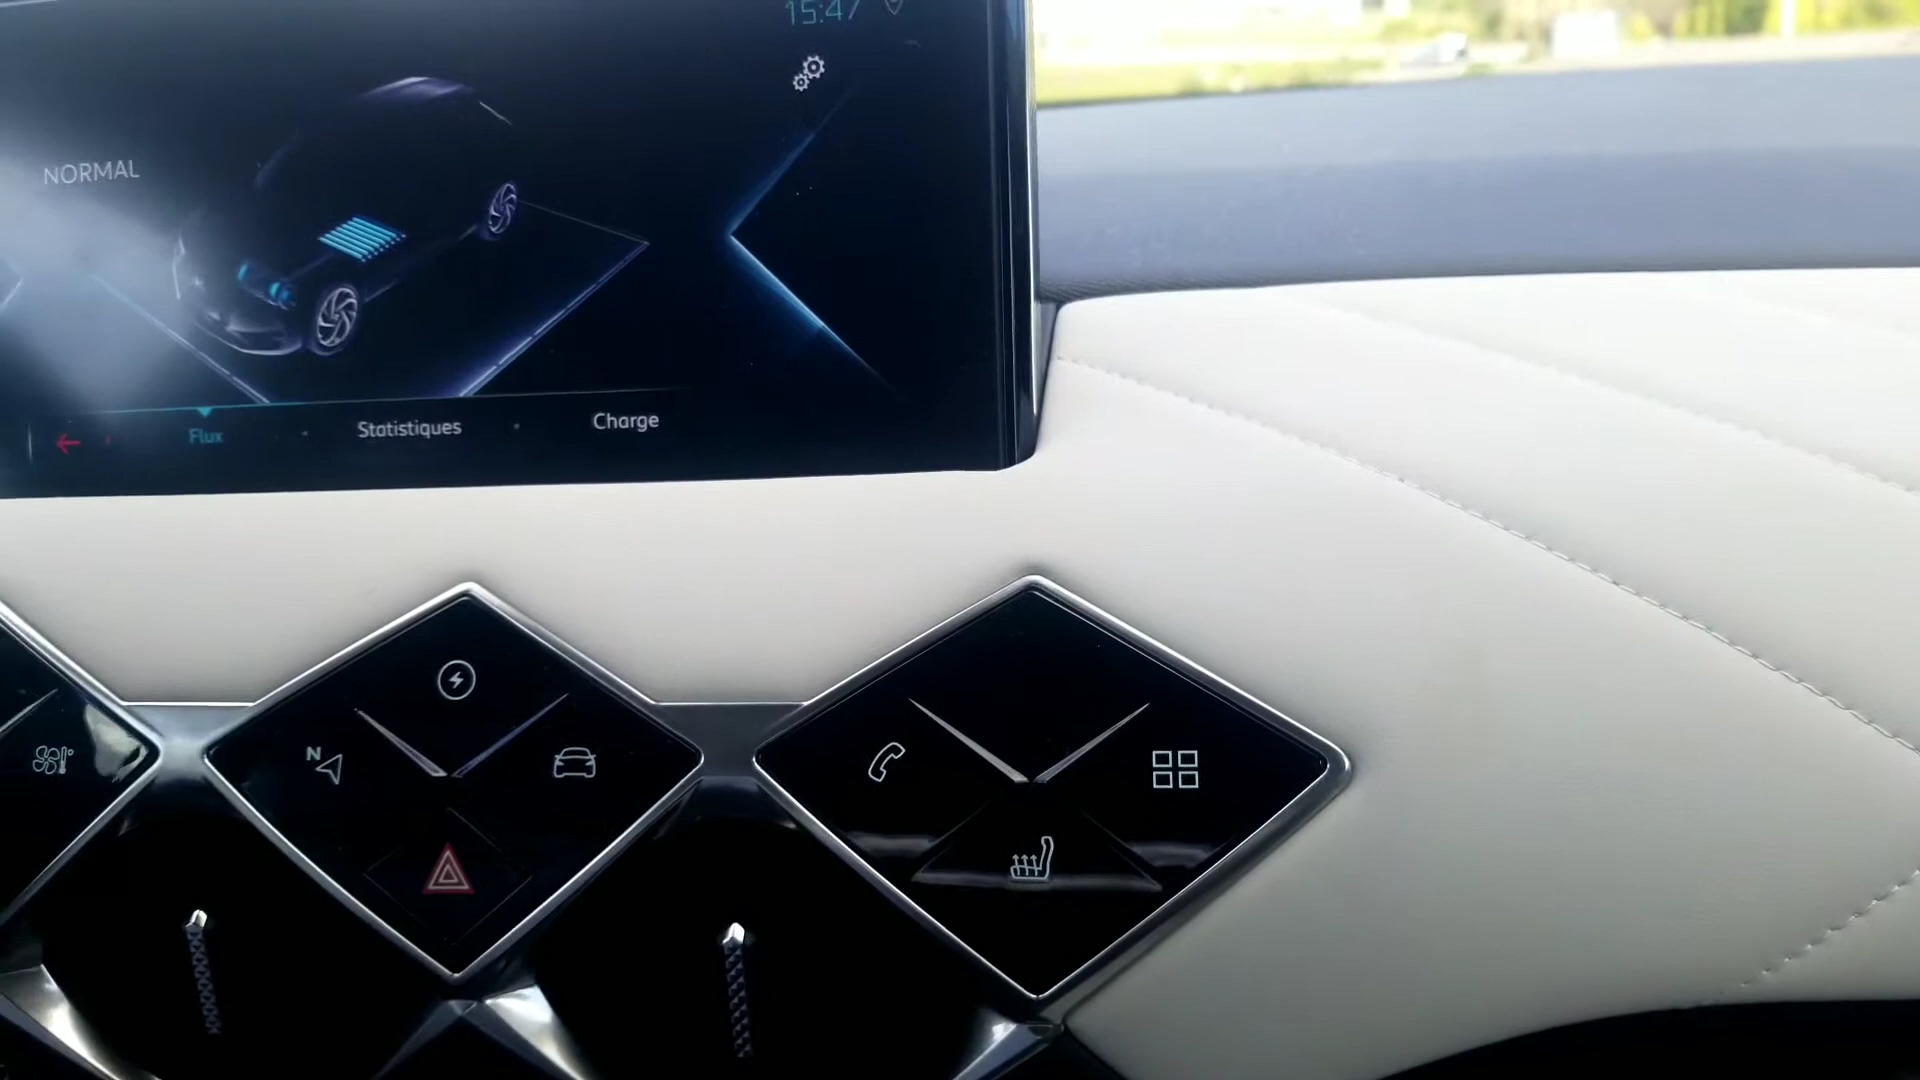 15:47
NORMAL
Flux · Statistiques · Charge
N